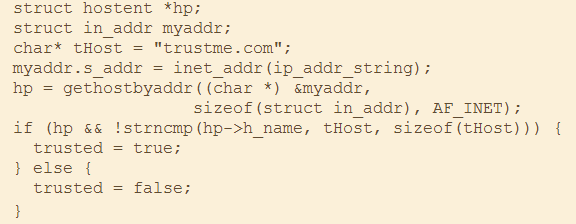 struct hostent *hp;
struct in_addr myaddr;
char* tHost = "trustme.com";
myaddr.s_addr = inet_addr(ip_addr_string);
hp = gethostbyaddr((char *) &myaddr,
                   sizeof(struct in_addr), AF_INET);
if (hp && !strncmp(hp->h_name, tHost, sizeof(tHost))) {
  trusted = true;
} else {
  trusted = false;
}